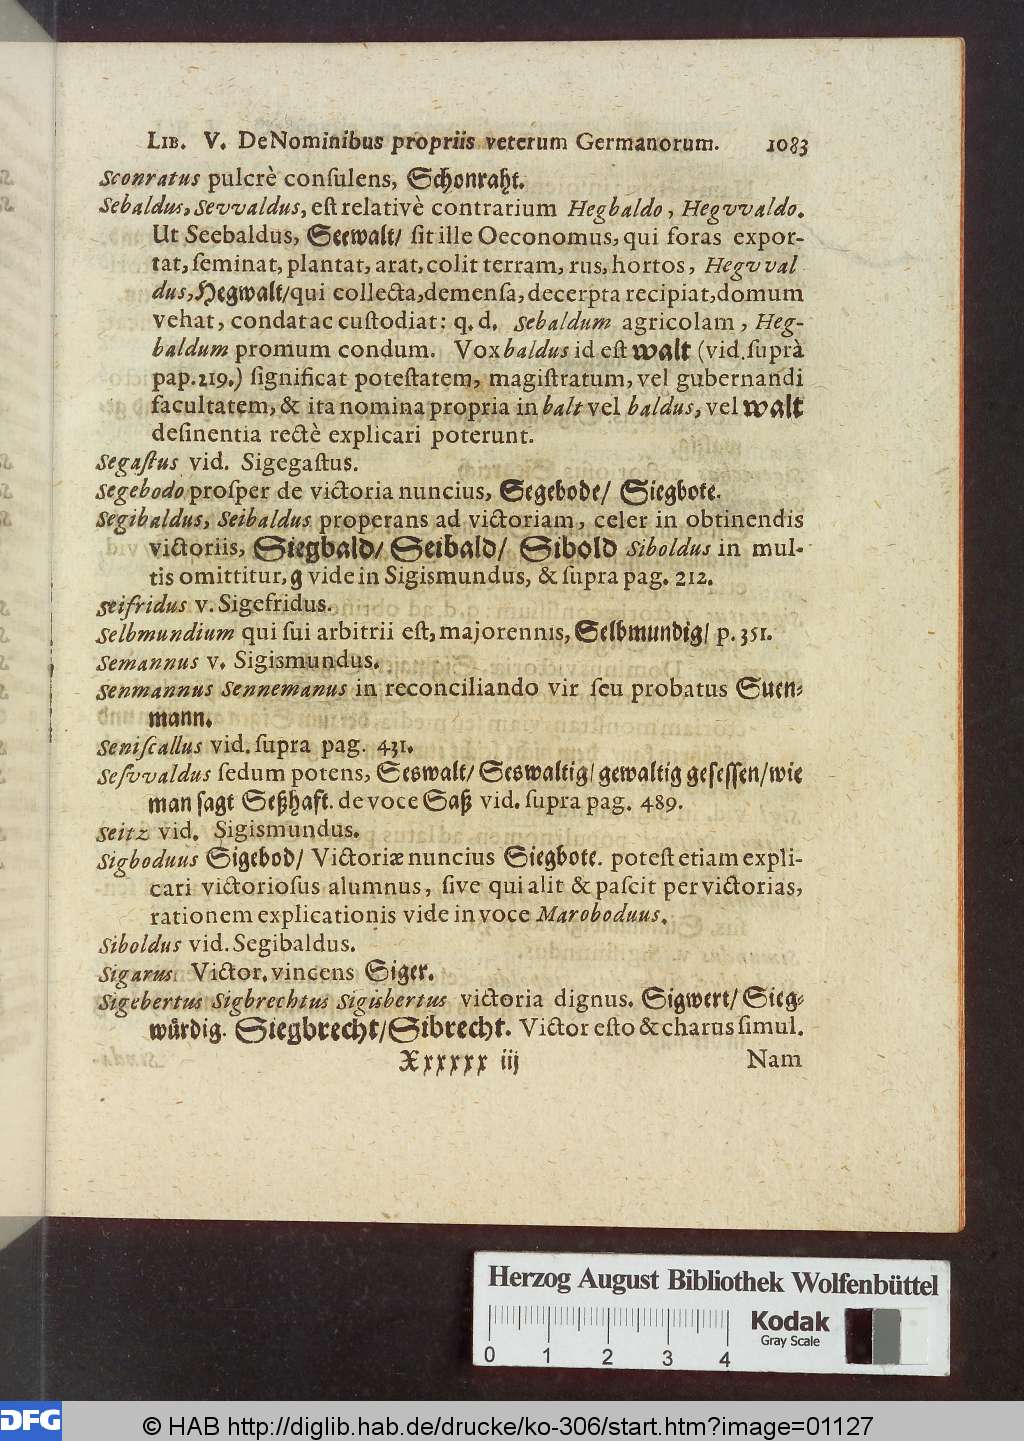 LIB. V. De Nominibus propriis veterum Germanorum. 1083
Sconratus pulcrè conſulens, Schonraht.
Sebaldus, Sevvaldus, eſt relativè contrarium Hegbaldo, Hegvvaldo.
Ut Seebaldus, Seewalt/ ſit ille Oeconomus, qui foras expor-
tat, ſeminat, plantat, arat, colit terram, rus, hortos, Hegvval
dus, Hegwalt/ qui collecta, demenſa, decerpta recipiat, domum
vehat, condat ac cuſtodiat: q. d. Sebaldum agricolam, Heg-
baldum promum condum. Vox baldus id eſt walt (vid. ſuprà
pap. 219.) ſignificat poteſtatem, magiſtratum, vel gubernandi
facultatem, & ita nomina propria in balt vel baldus, vel walt
deſinentia rectè explicari poterunt.
Segaſtus vid. Sigegaſtus.
Segebodo proſper de victoria nuncius, Segebode/ Siegbote.
Segibaldus, Seibaldus properans ad victoriam, celer in obtinendis
victoriis, Siegbald/ Seibald/ Sibold Siboldus in mul-
tis omittitur, g vide in Sigismundus, & ſupra pag. 212.
Seifridus v. Sigefridus.
Selbmundium qui ſui arbitrii eſt, majorennis, Selbmundig/ p. 351.
Semannus v. Sigismundus.
Senmannus Sennemanus in reconciliando vir ſeu probatus Suen-
mann.
Seniſcallus vid. ſupra pag. 431.
Seſvvaldus ſedum potens, Seswalt/ Seswaltig/ gewaltig geſeſſen/ wie
man ſagt Seßhaft. de voce Saß vid. ſupra pag. 489.
Seitz vid. Sigismundus.
Sigboduus Sigebod/ Victoriæ nuncius Siegbote. poteſt etiam expli-
cari victorioſus alumnus, ſive qui alit & paſcit per victorias,
rationem explicationis vide in voce Maroboduus.
Siboldus vid. Segibaldus.
Sigarus Victor, vincens Siger.
Sigebertus Sigbrechtus Sigisbertus victoria dignus. Sigwert/ Sieg-
wuͤrdig. Siegbrecht/ Sibrecht. Victor eſto & charus ſimul.
Xxxxxx iij Nam
Herzog August Bibliothek Wolfenbüttel
0 1 2 3 4
Kodak
Gray Scale
DFG © HAB http://diglib.hab.de/drucke/ko-306/start.htm?image=01127